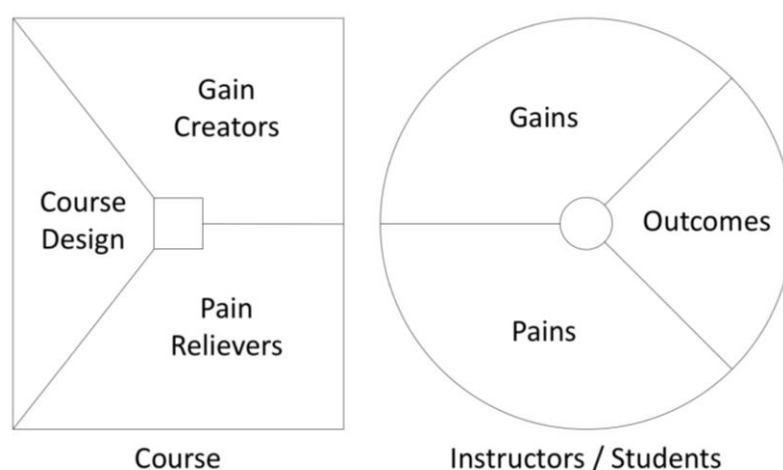 Gain
Creators
Course
Design
Pain
Relievers
Course
Gains
Outcomes
Pains
Instructors / Students